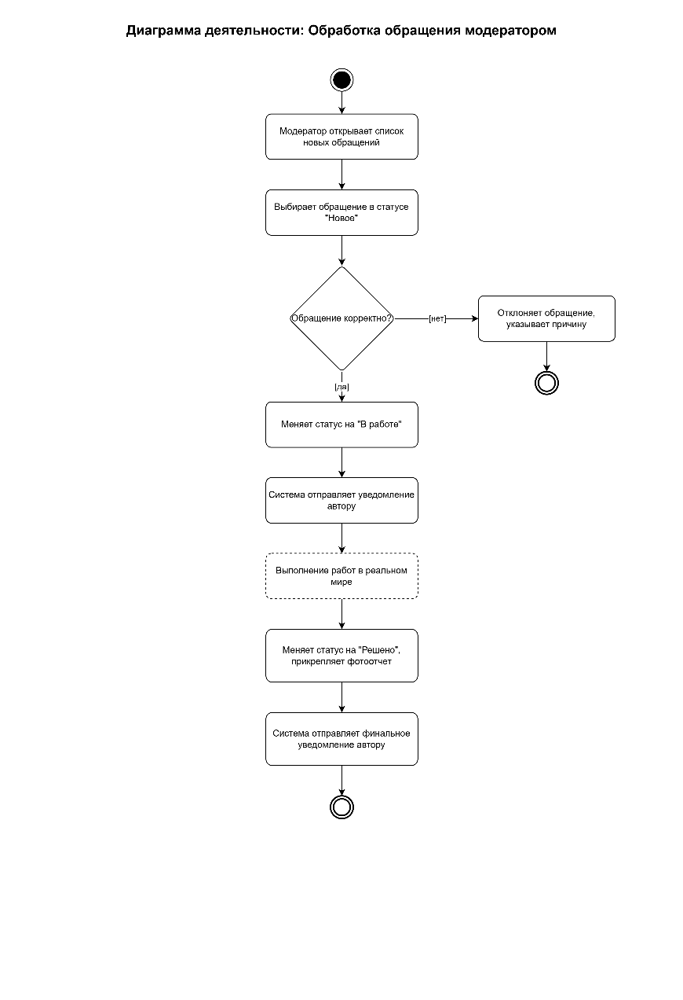 Диаграмма деятельности: Обработка обращения модератором
Модератор открывает список
новых обращений
Выбирает обращение в статусе
"Новое"
Обращение корректно?
[нет]
Отклоняет обращение,
указывает причину
[да]
Меняет статус на "В работе"
Система отправляет уведомление
автору
Выполнение работ в реальном
мире
Меняет статус на "Решено",
прикрепляет фотоотчет
Система отправляет финальное
уведомление автору